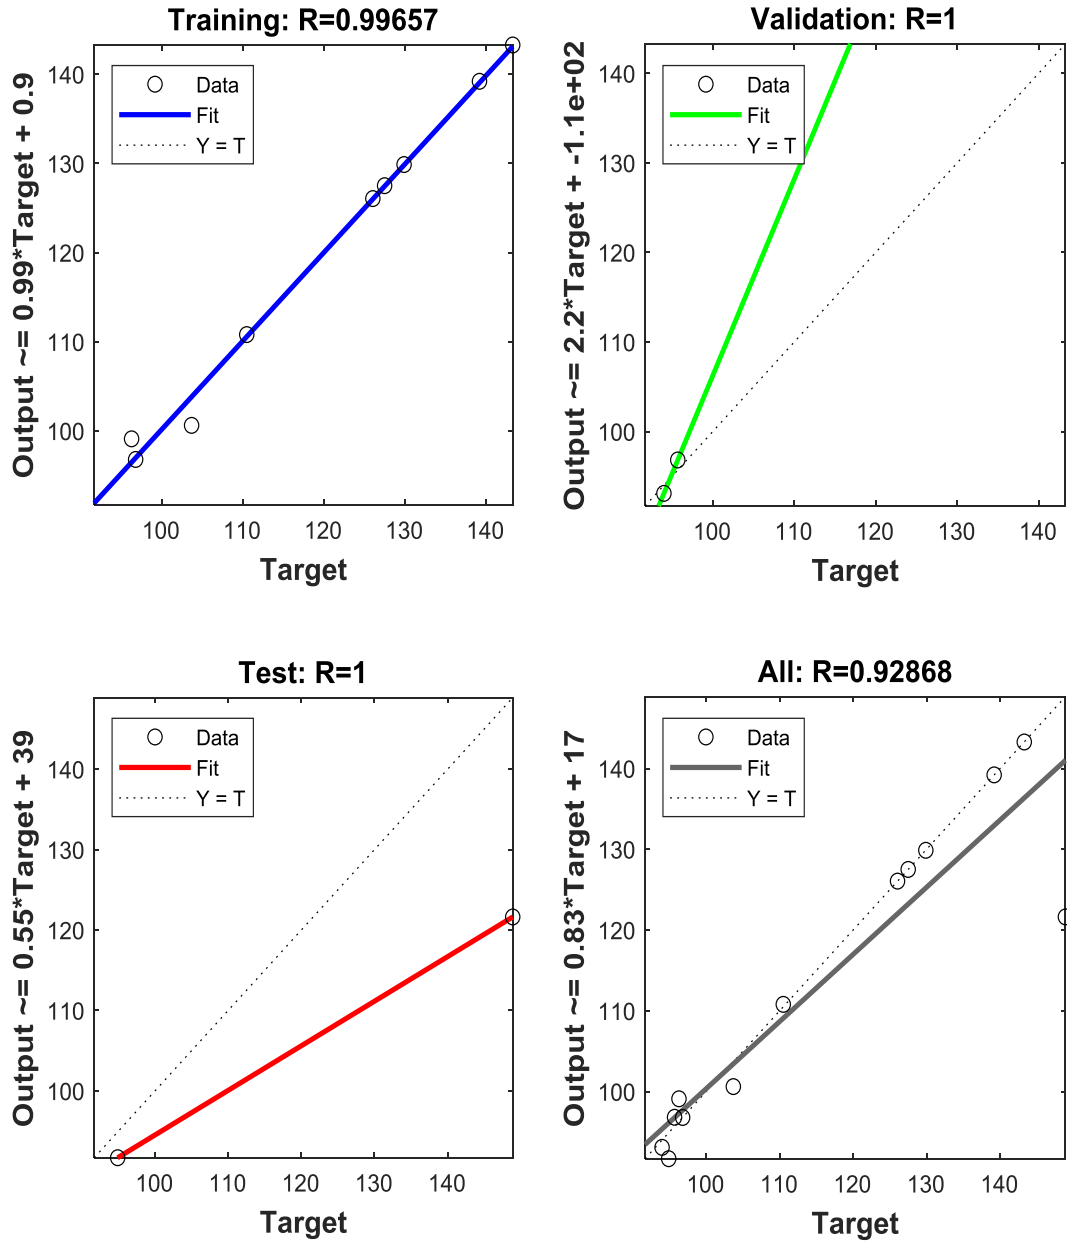 Training: R=0.99657
Output ~= 0.99*Target + 0.9
Data
Fit
Y = T
140
130
120
110
100
100 110 120 130 140
Target
Validation: R=1
Output ~= 2.2*Target + -1.1e+02
Data
Fit
Y = T
140
130
120
110
100
100 110 120 130 140
Target
Test: R=1
Output ~= 0.55*Target + 39
Data
Fit
Y = T
140
130
120
110
100
100 110 120 130 140
Target
All: R=0.92868
Output ~= 0.83*Target + 17
Data
Fit
Y = T
140
130
120
110
100
100 110 120 130 140
Target